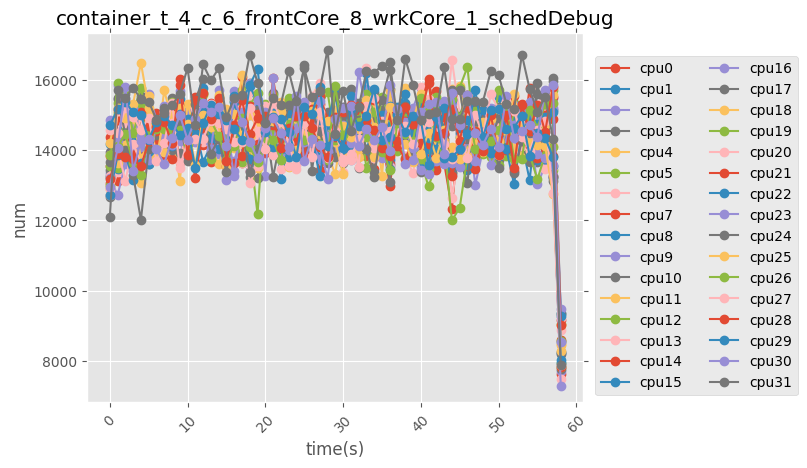 container_t_4_c_6_frontCore_8_wrkCore_1_schedDebug
16000
14000
12000
10000
8000
num
0
10
20
30
40
50
60
time(s)
cpu0
cpu1
cpu2
cpu3
cpu4
cpu5
cpu6
cpu7
cpu8
cpu9
cpu10
cpu11
cpu12
cpu13
cpu14
cpu15
cpu16
cpu17
cpu18
cpu19
cpu20
cpu21
cpu22
cpu23
cpu24
cpu25
cpu26
cpu27
cpu28
cpu29
cpu30
cpu31